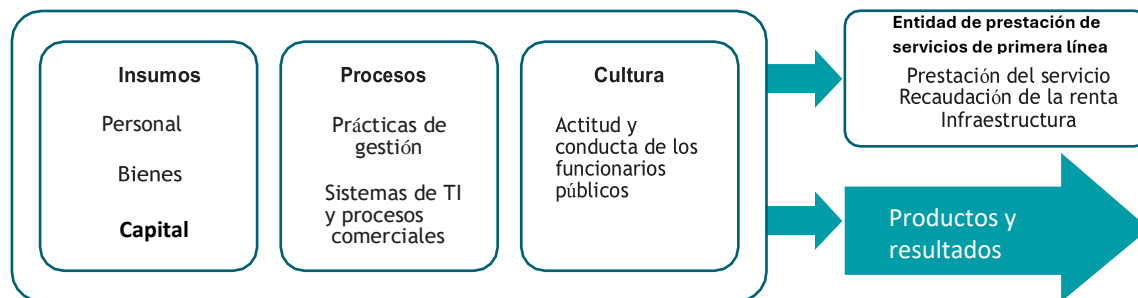 Insumos
Personal
Bienes
Capital
Procesos
Prácticas de
gestión
Sistemas de TI
y procesos
comerciales
Cultura
Actitud y
conducta de los
funcionarios
públicos
Entidad de prestación de
servicios de primera línea
Prestación del servicio
Recaudación de la renta
Infraestructura
Productos y
resultados